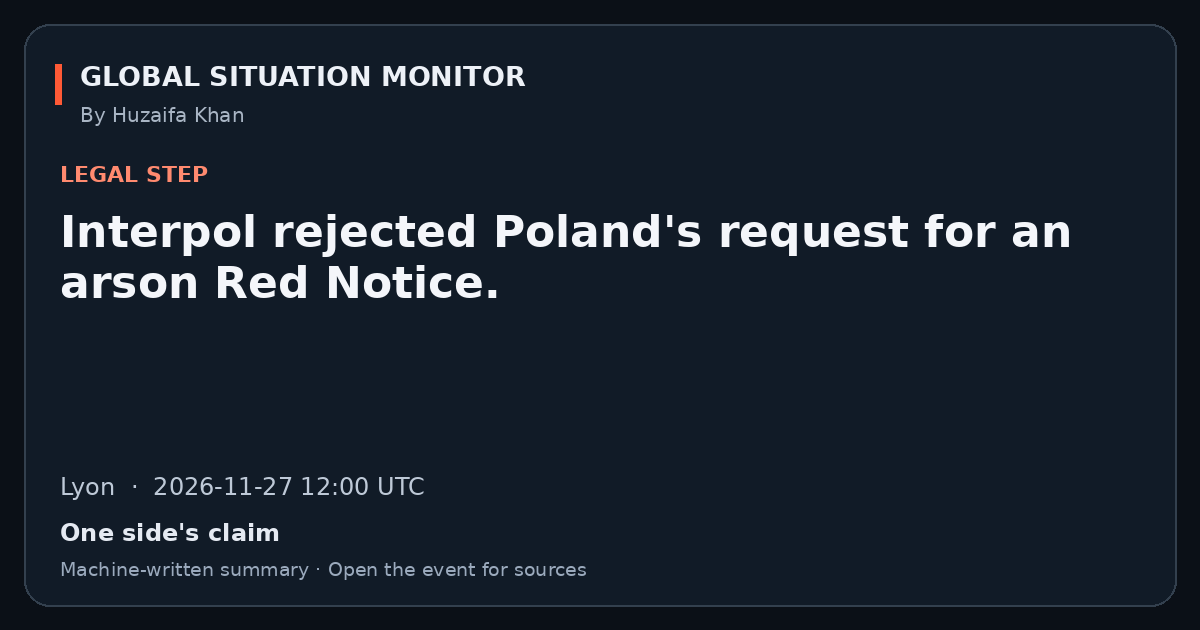 GLOBAL SITUATION MONITOR
By Huzaifa Khan
LEGAL STEP
Interpol rejected Poland's request for an
arson Red Notice.
Lyon · 2026-11-27 12:00 UTC
One side's claim
Machine-written summary · Open the event for sources